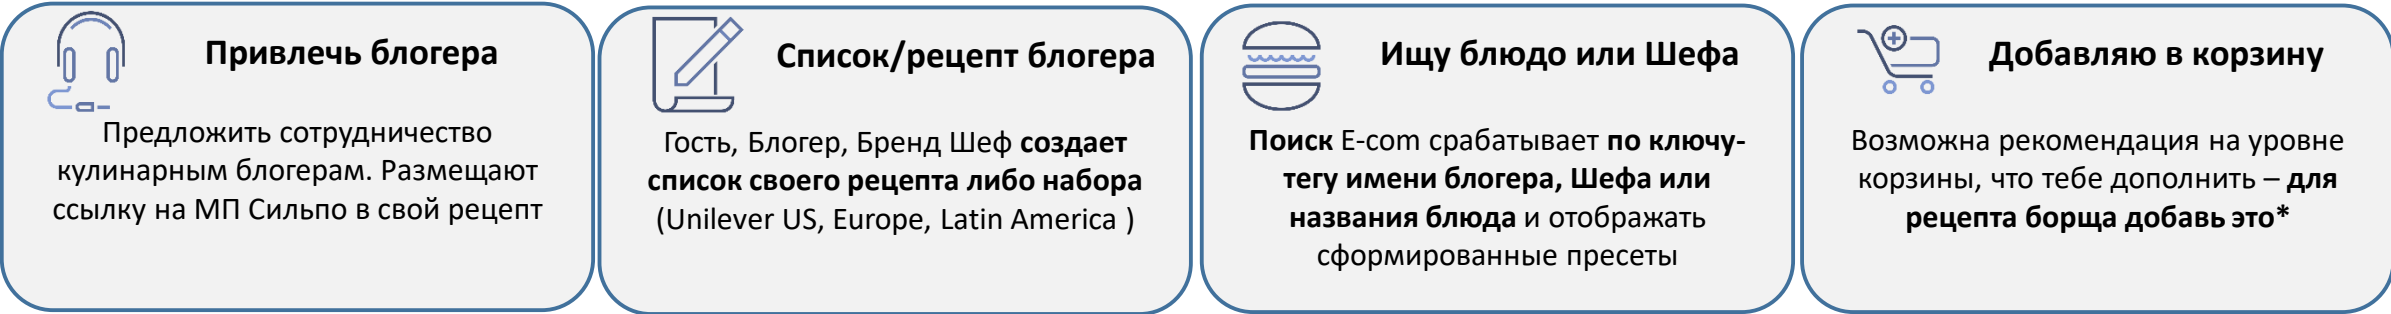 Привлечь блогера
Предложить сотрудничество
кулинарным блогерам. Размещают
ссылку на МП Сильпо в свой рецепт
Список/рецепт блогера
Гость, Блогер, Бренд Шеф создает
список своего рецепта либо набора
(Unilever US, Europe, Latin America )
Ищу блюдо или Шефа
Поиск E-com срабатывает по ключу-
тегу имени блогера, Шефа или
названия блюда и отображать
сформированные пресеты
Добавляю в корзину
Возможна рекомендация на уровне
корзины, что тебе дополнить – для
рецепта борща добавь это*